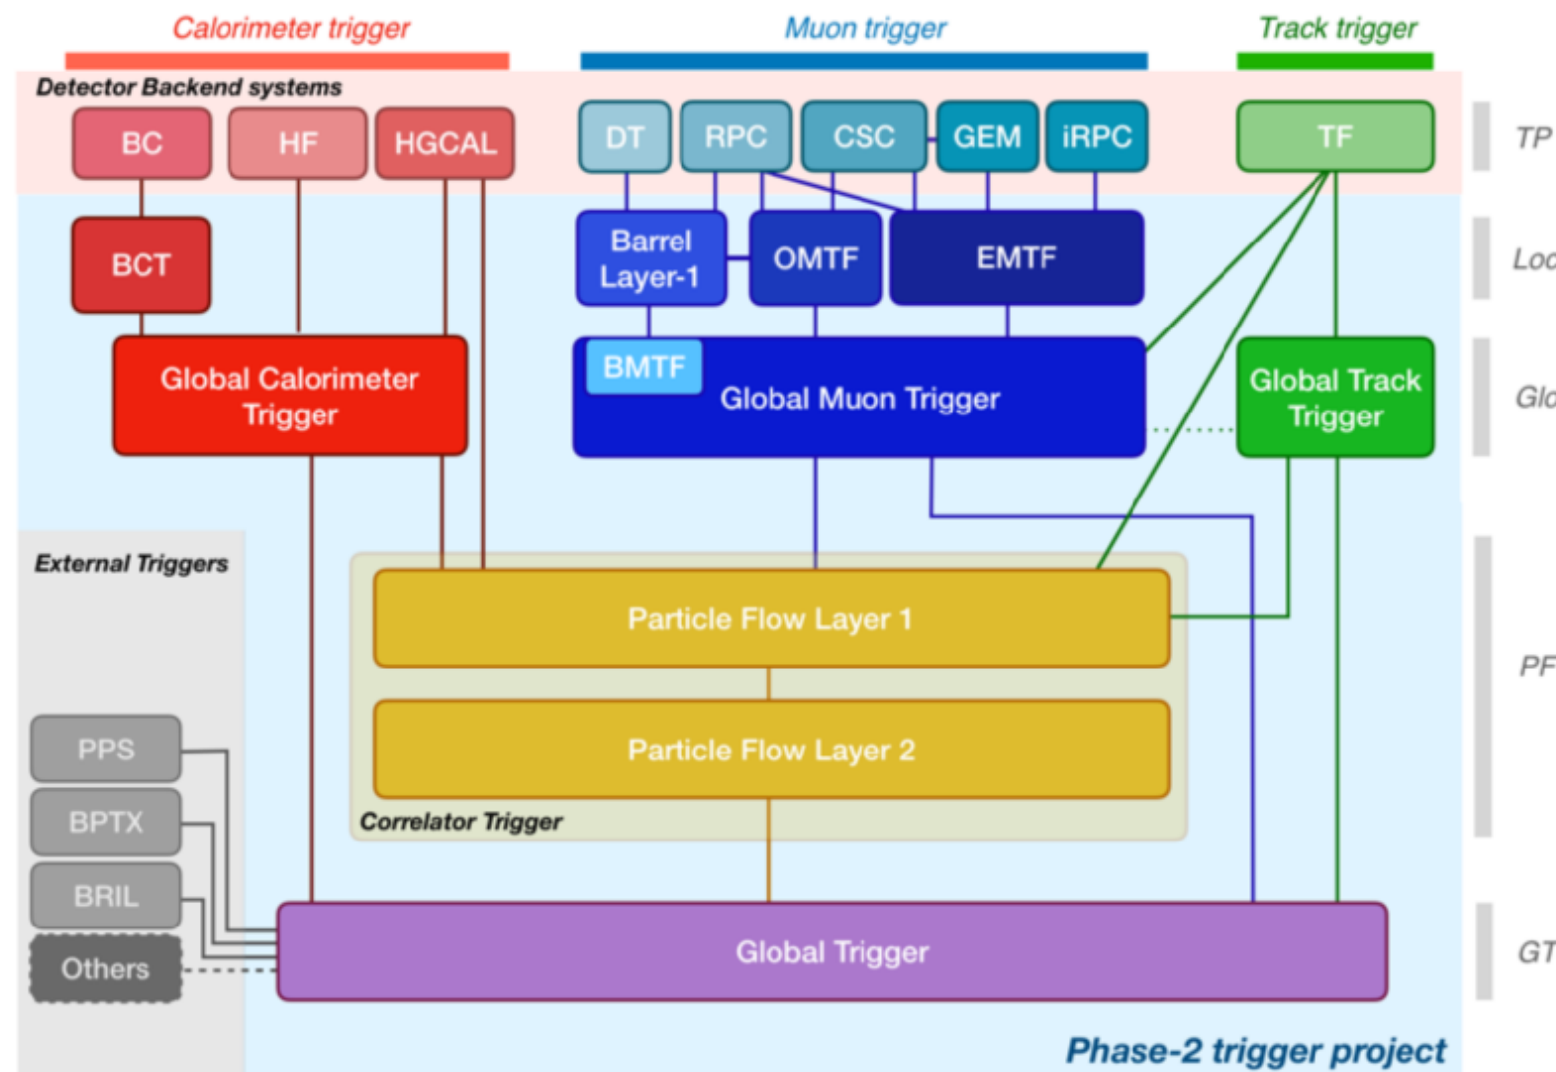 Calorimeter trigger
Muon trigger
Track trigger
Detector Backend systems
BC
HF
HGCAL
DT
RPC
CSC
GEM
iRPC
TF
TP
BCT
Barrel
Layer-1
OMTF
EMTF
Loc
Global Calorimeter
Trigger
BMTF
Global Muon Trigger
Global Track
Trigger
Glo
External Triggers
Particle Flow Layer 1
PF
Particle Flow Layer 2
Correlator Trigger
PPS
BPTX
BRIL
Others
Global Trigger
GT
Phase-2 trigger project